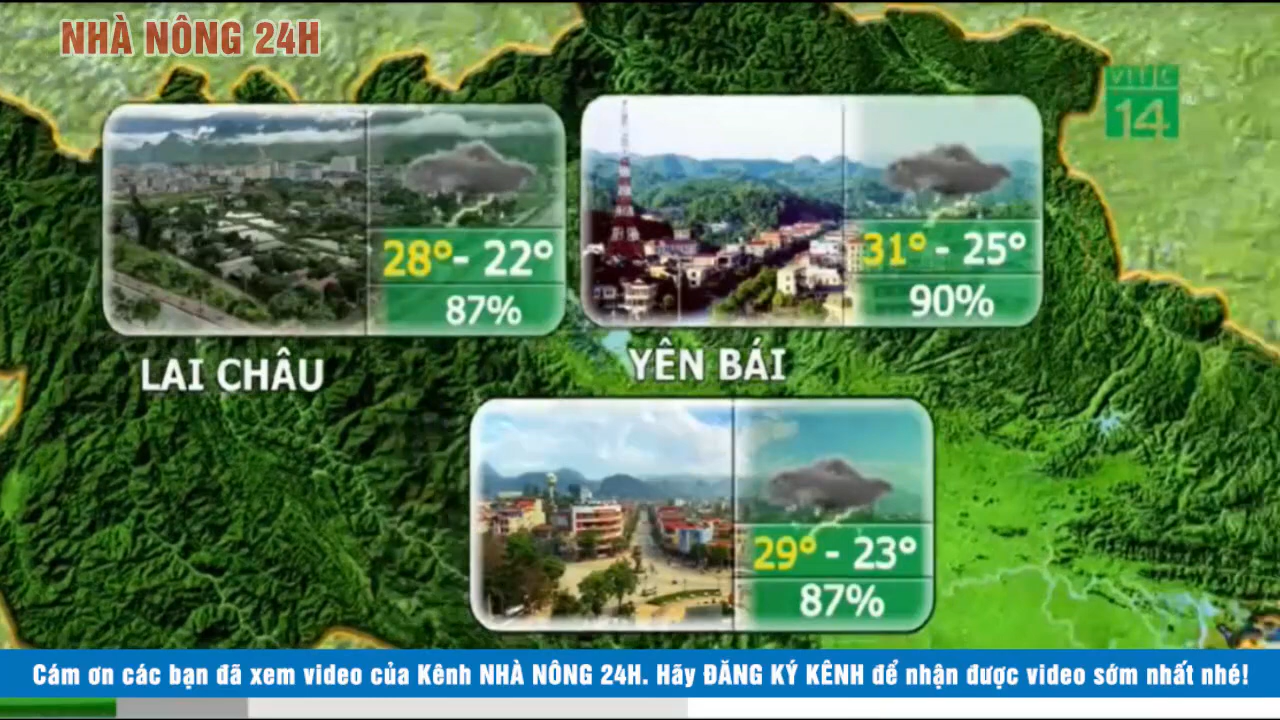 NHÀ NÔNG 24H
VTC
14
28° - 22°
87%
LAI CHÂU
31° - 25°
90%
YÊN BÁI
29° - 23°
87%
Cám ơn các bạn đã xem video của Kênh NHÀ NÔNG 24H. Hãy ĐĂNG KÝ KÊNH để nhận được video sớm nhất nhé!